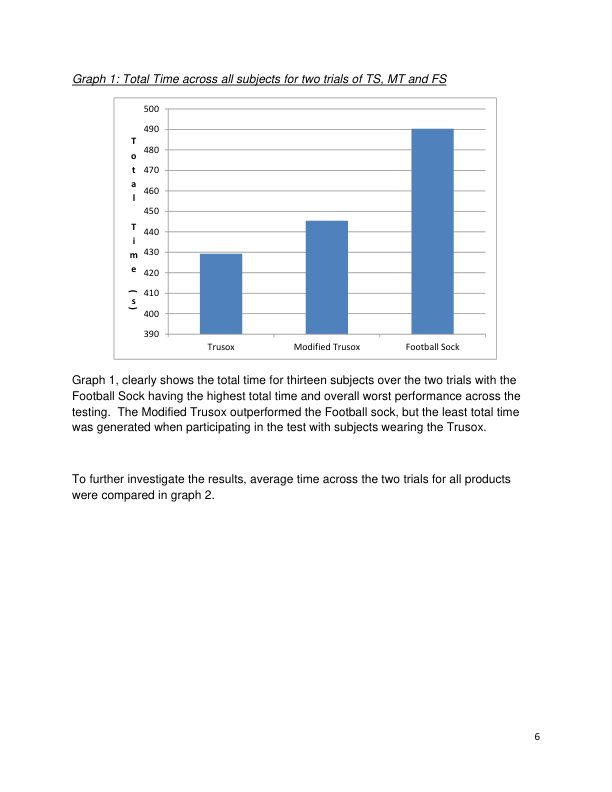 Graph 1: Total Time across all subjects for two trials of TS, MT and FS
500
490
480
470
460
450
440
430
420
410
400
390
Total Time (s)
Trusox Modified Trusox Football Sock
Graph 1, clearly shows the total time for thirteen subjects over the two trials with the
Football Sock having the highest total time and overall worst performance across the
testing.  The Modified Trusox outperformed the Football sock, but the least total time
was generated when participating in the test with subjects wearing the Trusox.
To further investigate the results, average time across the two trials for all products
were compared in graph 2.
6